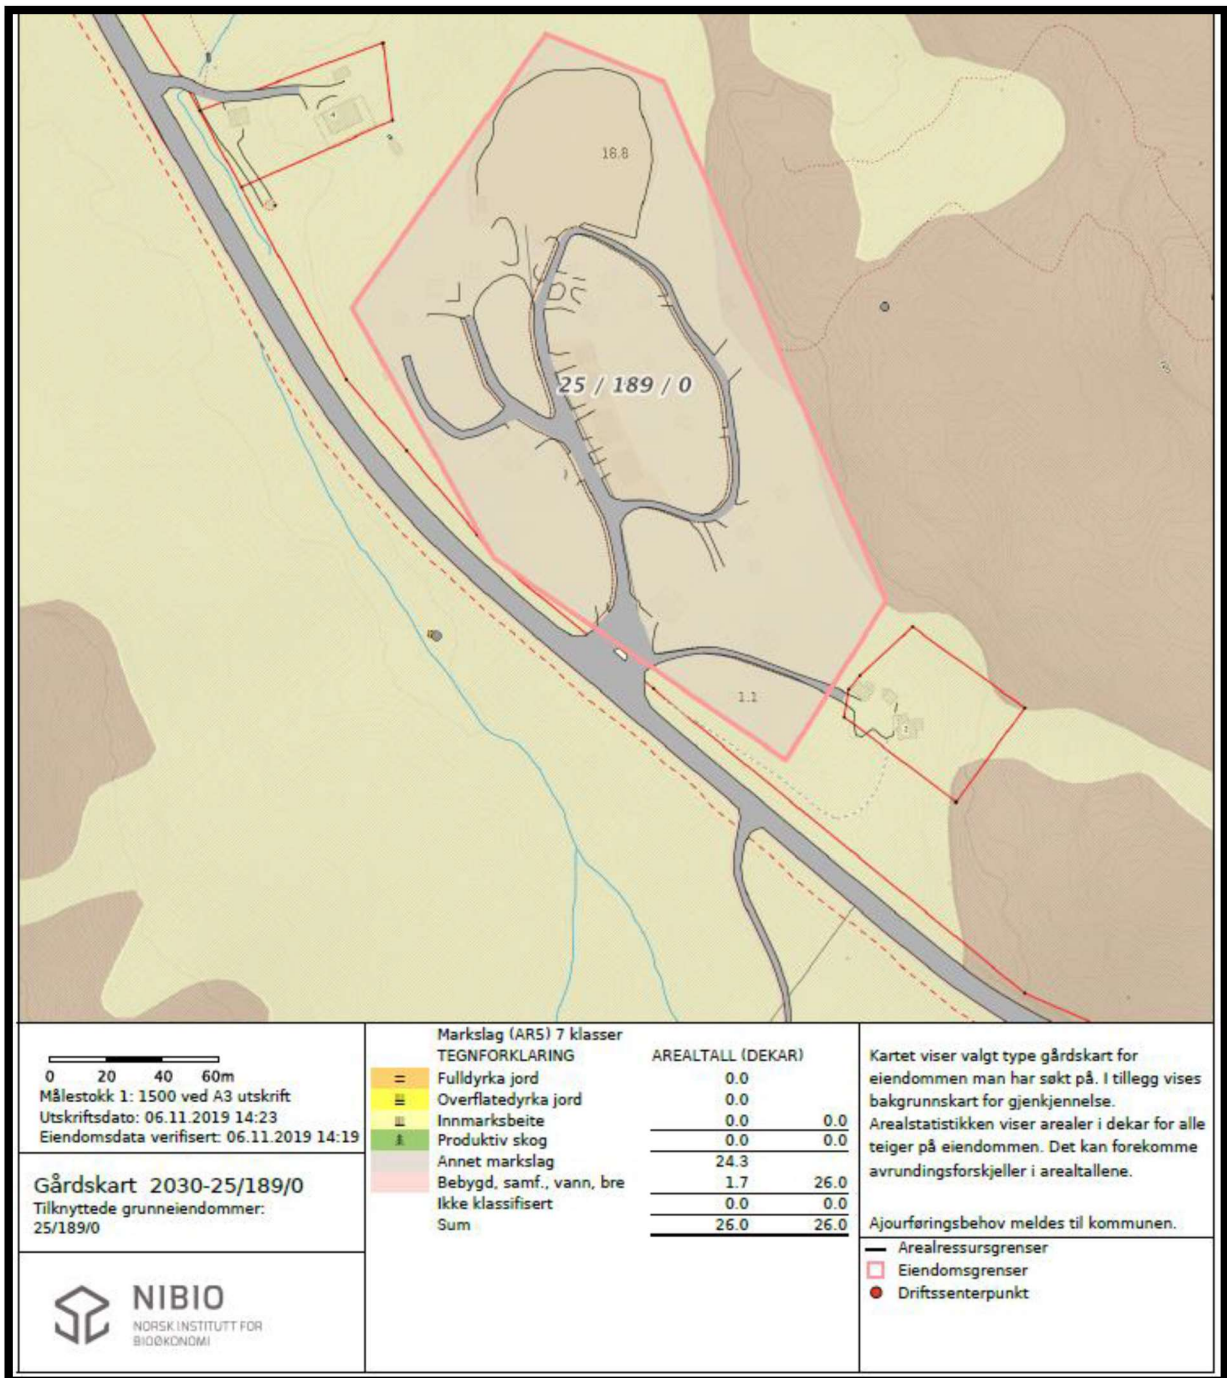 4
16.8
25 / 189 / 0
1.1
2
0 20 40 60m
Målestokk 1: 1500 ved A3 utskrift
Utskriftsdato: 06.11.2019 14:23
Eiendomsdata verifisert: 06.11.2019 14:19
Gårdskart 2030-25/189/0
Tilknyttede grunneiendommer:
25/189/0
NIBIO
NORSK INSTITUTT FOR
BIOØKONOMI
Markslag (AR5) 7 klasser
TEGNFORKLARING AREALTALL (DEKAR)
Fulldyrka jord 0.0
Overflatedyrka jord 0.0
Innmarksbeite 0.0 0.0
Produktiv skog 0.0 0.0
Annet markslag 24.3
Bebygd, samf., vann, bre 1.7 26.0
Ikke klassifisert 0.0 0.0
Sum 26.0 26.0
Kartet viser valgt type gårdskart for
eiendommen man har søkt på. I tillegg vises
bakgrunnskart for gjenkjennelse.
Arealstatistikken viser arealer i dekar for alle
teiger på eiendommen. Det kan forekomme
avrundingsforskjeller i arealtallene.
Ajourføringsbehov meldes til kommunen.
Arealressursgrenser
Eiendomsgrenser
Driftssenterpunkt